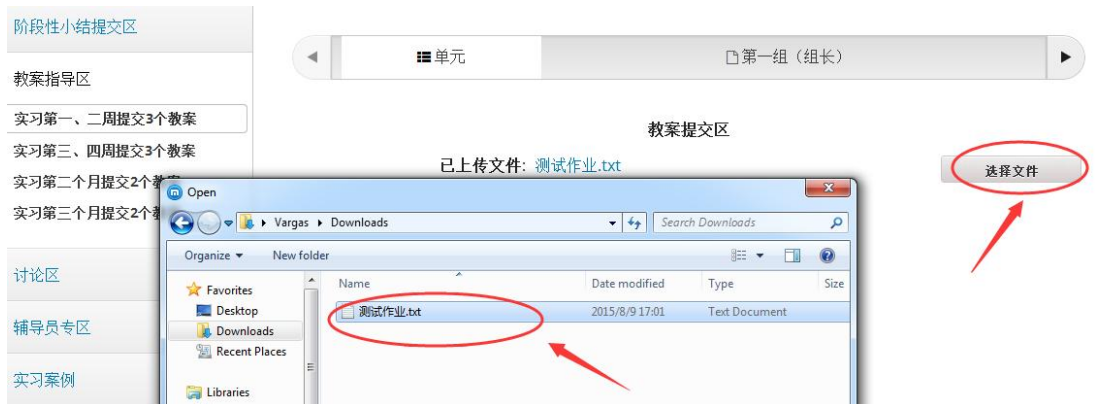 阶段性小结提交区
教案指导区
实习第一、二周提交3个教案
实习第三、四周提交3个教案
实习第二个月提交2个教
实习第三个月提交2个
讨论区
辅导员专区
实习案例
单元
第一组（组长）
教案提交区
已上传文件: 测试作业.txt
选择文件
Open
Vargas
Downloads
Search Downloads
Organize
New folder
Favorites
Desktop
Downloads
Recent Places
Libraries
Name
Date modified
Type
Size
测试作业.txt
2015/8/9 17:01
Text Document